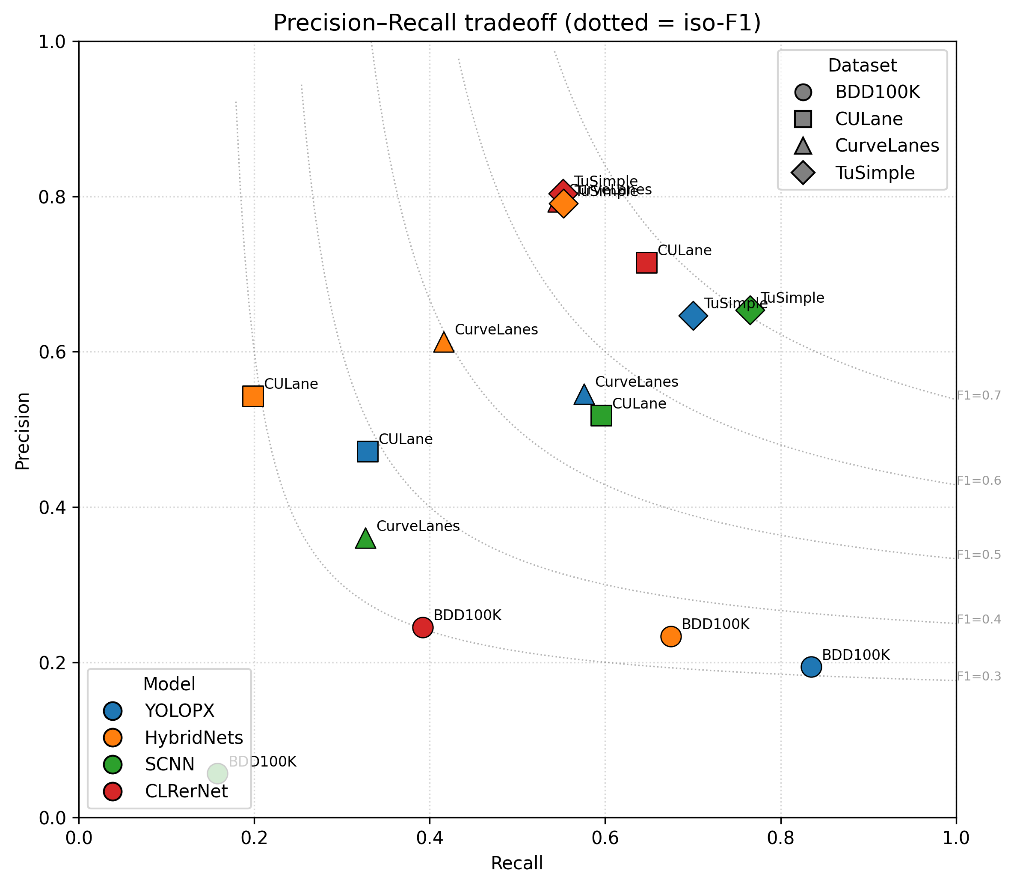 Precision–Recall tradeoff (dotted = iso-F1)
1.0
0.8
0.6
0.4
0.2
0.0
Precision
0.0
0.2
0.4
0.6
0.8
1.0
Recall
Dataset
BDD100K
CULane
CurveLanes
TuSimple
TuSimple
CurveLanes
TuSimple
CULane
TuSimple
TuSimple
CurveLanes
CurveLanes
CULane
CULane
CULane
CurveLanes
BDD100K
BDD100K
BDD100K
BDD100K
F1=0.7
F1=0.6
F1=0.5
F1=0.4
F1=0.3
Model
YOLOPX
HybridNets
SCNN
CLRerNet